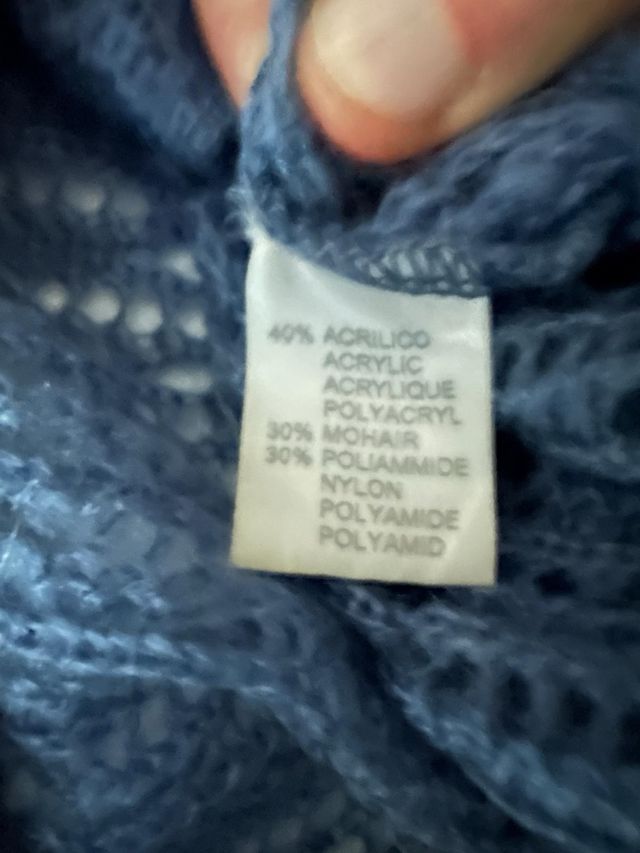 40% ACRILICO
ACRYLIC
ACRYLIQUE
POLYACRYL
30% MOHAIR
30% POLIAMMIDE
NYLON
POLYAMIDE
POLYAMID